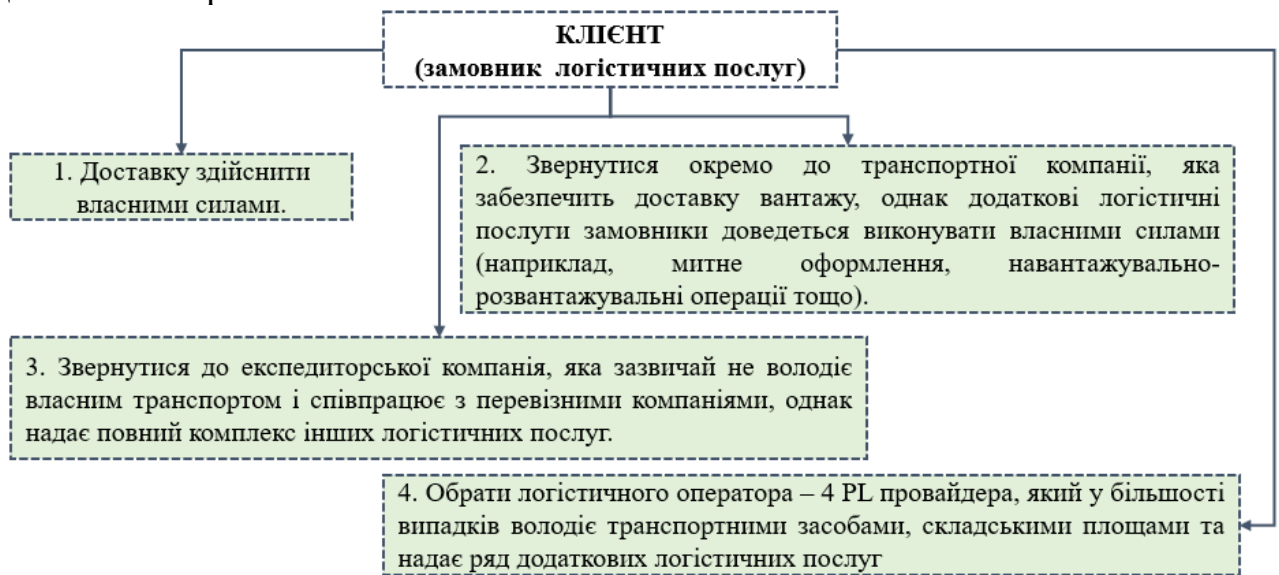 КЛІЄНТ
(замовник логістичних послуг)
1. Доставку здійснити
власними силами.
2. Звернутися окремо до транспортної компанії, яка
забезпечить доставку вантажу, однак додаткові логістичні
послуги замовники доведеться виконувати власними силами
(наприклад, митне оформлення, навантажувально-
розвантажувальні операції тощо).
3. Звернутися до експедиторської компанія, яка зазвичай не володіє
власним транспортом і співпрацює з перевізними компаніями, однак
надає повний комплекс інших логістичних послуг.
4. Обрати логістичного оператора – 4 PL провайдера, який у більшості
випадків володіє транспортними засобами, складськими площами та
надає ряд додаткових логістичних послуг